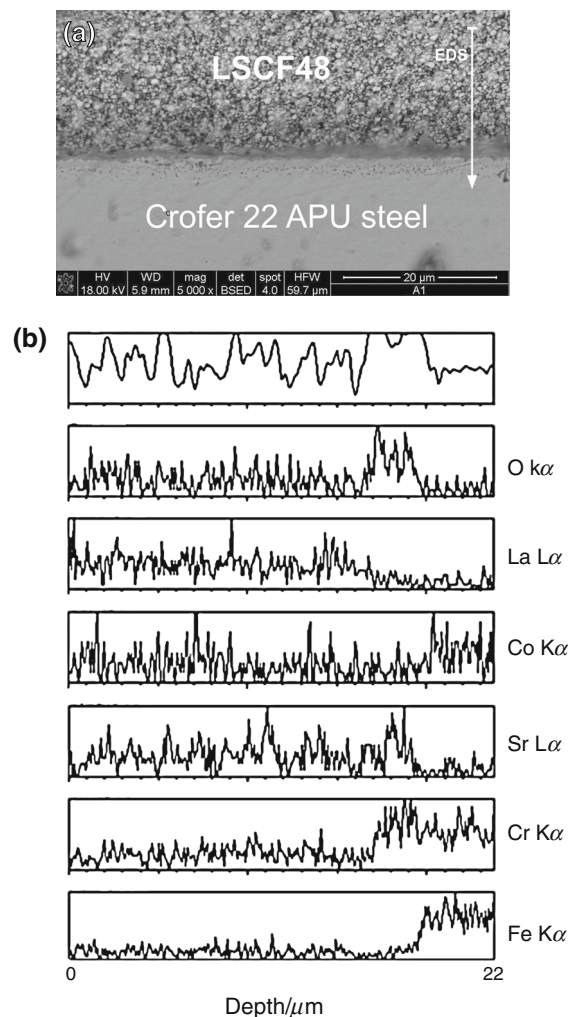 (a)
LSCF48
EDS
Crofer 22 APU steel
HV WD mag det spot HFW 20 µm
18.00 kV 5.9 mm 5 000 x BSED 4.0 59.7 µm A1
(b)
O kα
La Lα
Co Kα
Sr Lα
Cr Kα
Fe Kα
0 22
Depth/µm